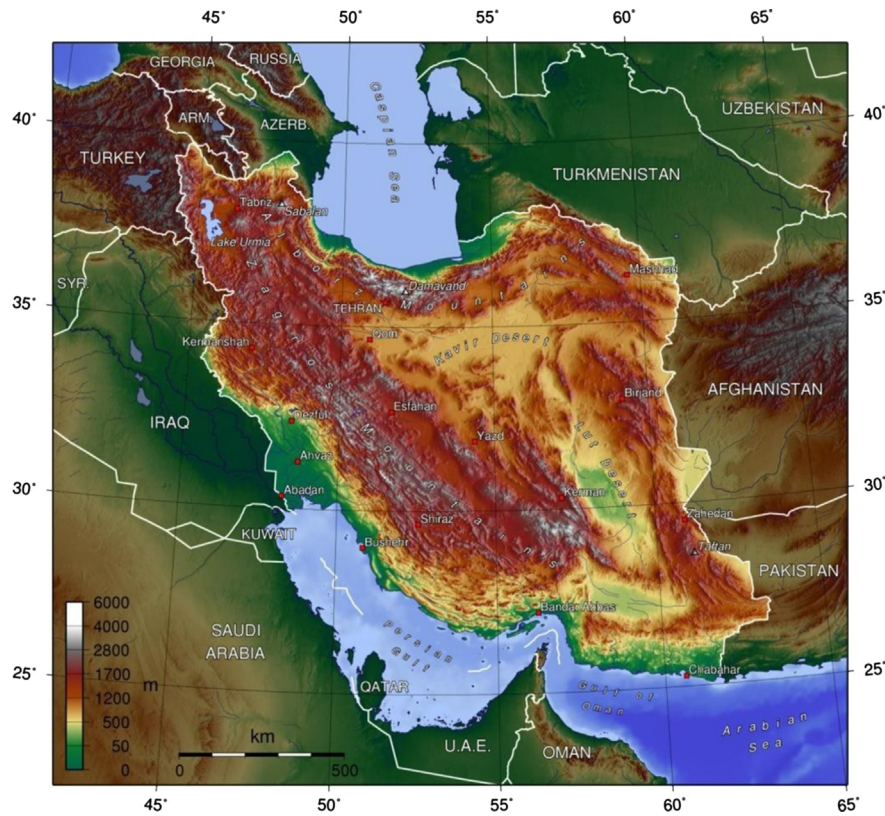 45° 50° 55° 60° 65°
GEORGIA
RUSSIA
Caspian Sea
UZBEKISTAN
40°
40°
ARM.
AZERB.
TURKEY
TURKMENISTAN
Tabriz
Sabalan
Lake Urmia
Alborz Mountains
Mashhad
SYR.
Damavand
35°
35°
TEHRAN
Qom
Kermanshah
Kavir Desert
Zagros Mountains
Birjand
AFGHANISTAN
Esfahan
Dezful
IRAQ
Yazd
Lut Desert
Ahvaz
30°
30°
Abadan
Kerman
Zahedan
Shiraz
KUWAIT
Bushehr
Taftan
PAKISTAN
6000
4000
2800
1700
1200
500
50
0
m
Bandar Abbas
SAUDI
ARABIA
Persian
Gulf
25°
25°
Chabahar
QATAR
Gulf of
Oman
Arabian
Sea
km
0 500
U.A.E.
OMAN
45° 50° 55° 60° 65°